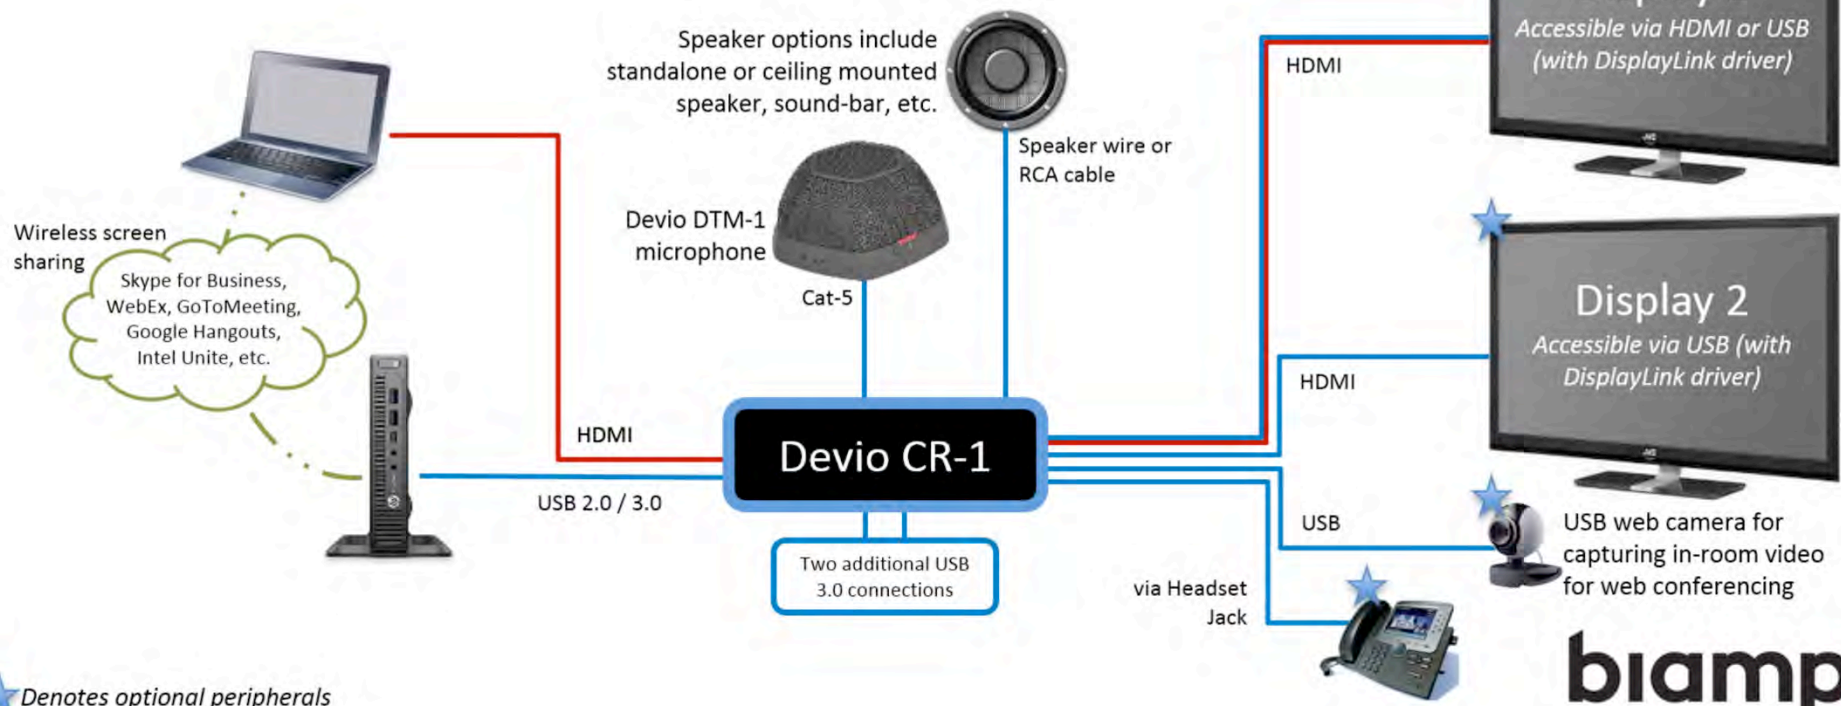 Accessible via HDMI or USB
(with DisplayLink driver)
Speaker options include
standalone or ceiling mounted
speaker, sound-bar, etc.
HDMI
Speaker wire or
RCA cable
Devio DTM-1
microphone
Cat-5
Wireless screen
sharing
Skype for Business,
WebEx, GoToMeeting,
Google Hangouts,
Intel Unite, etc.
Display 2
Accessible via USB (with
DisplayLink driver)
HDMI
HDMI
Devio CR-1
USB 2.0 / 3.0
USB
USB web camera for
capturing in-room video
for web conferencing
Two additional USB
3.0 connections
via Headset
Jack
biamp
Denotes optional peripherals